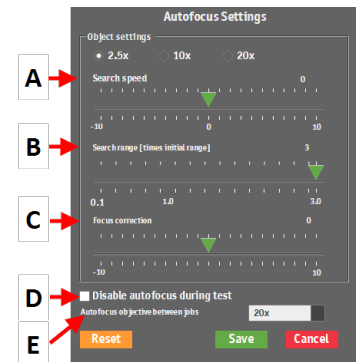 Autofocus Settings
Object settings
2.5x 10x 20x
A
Search speed 0
-10 0 10
B
Search range [times initial range] 3
0.1 1.0 3.0
C
Focus correction 0
-10 10
D
Disable autofocus during test
Autofocus objective between jobs 20x
E
Reset Save Cancel